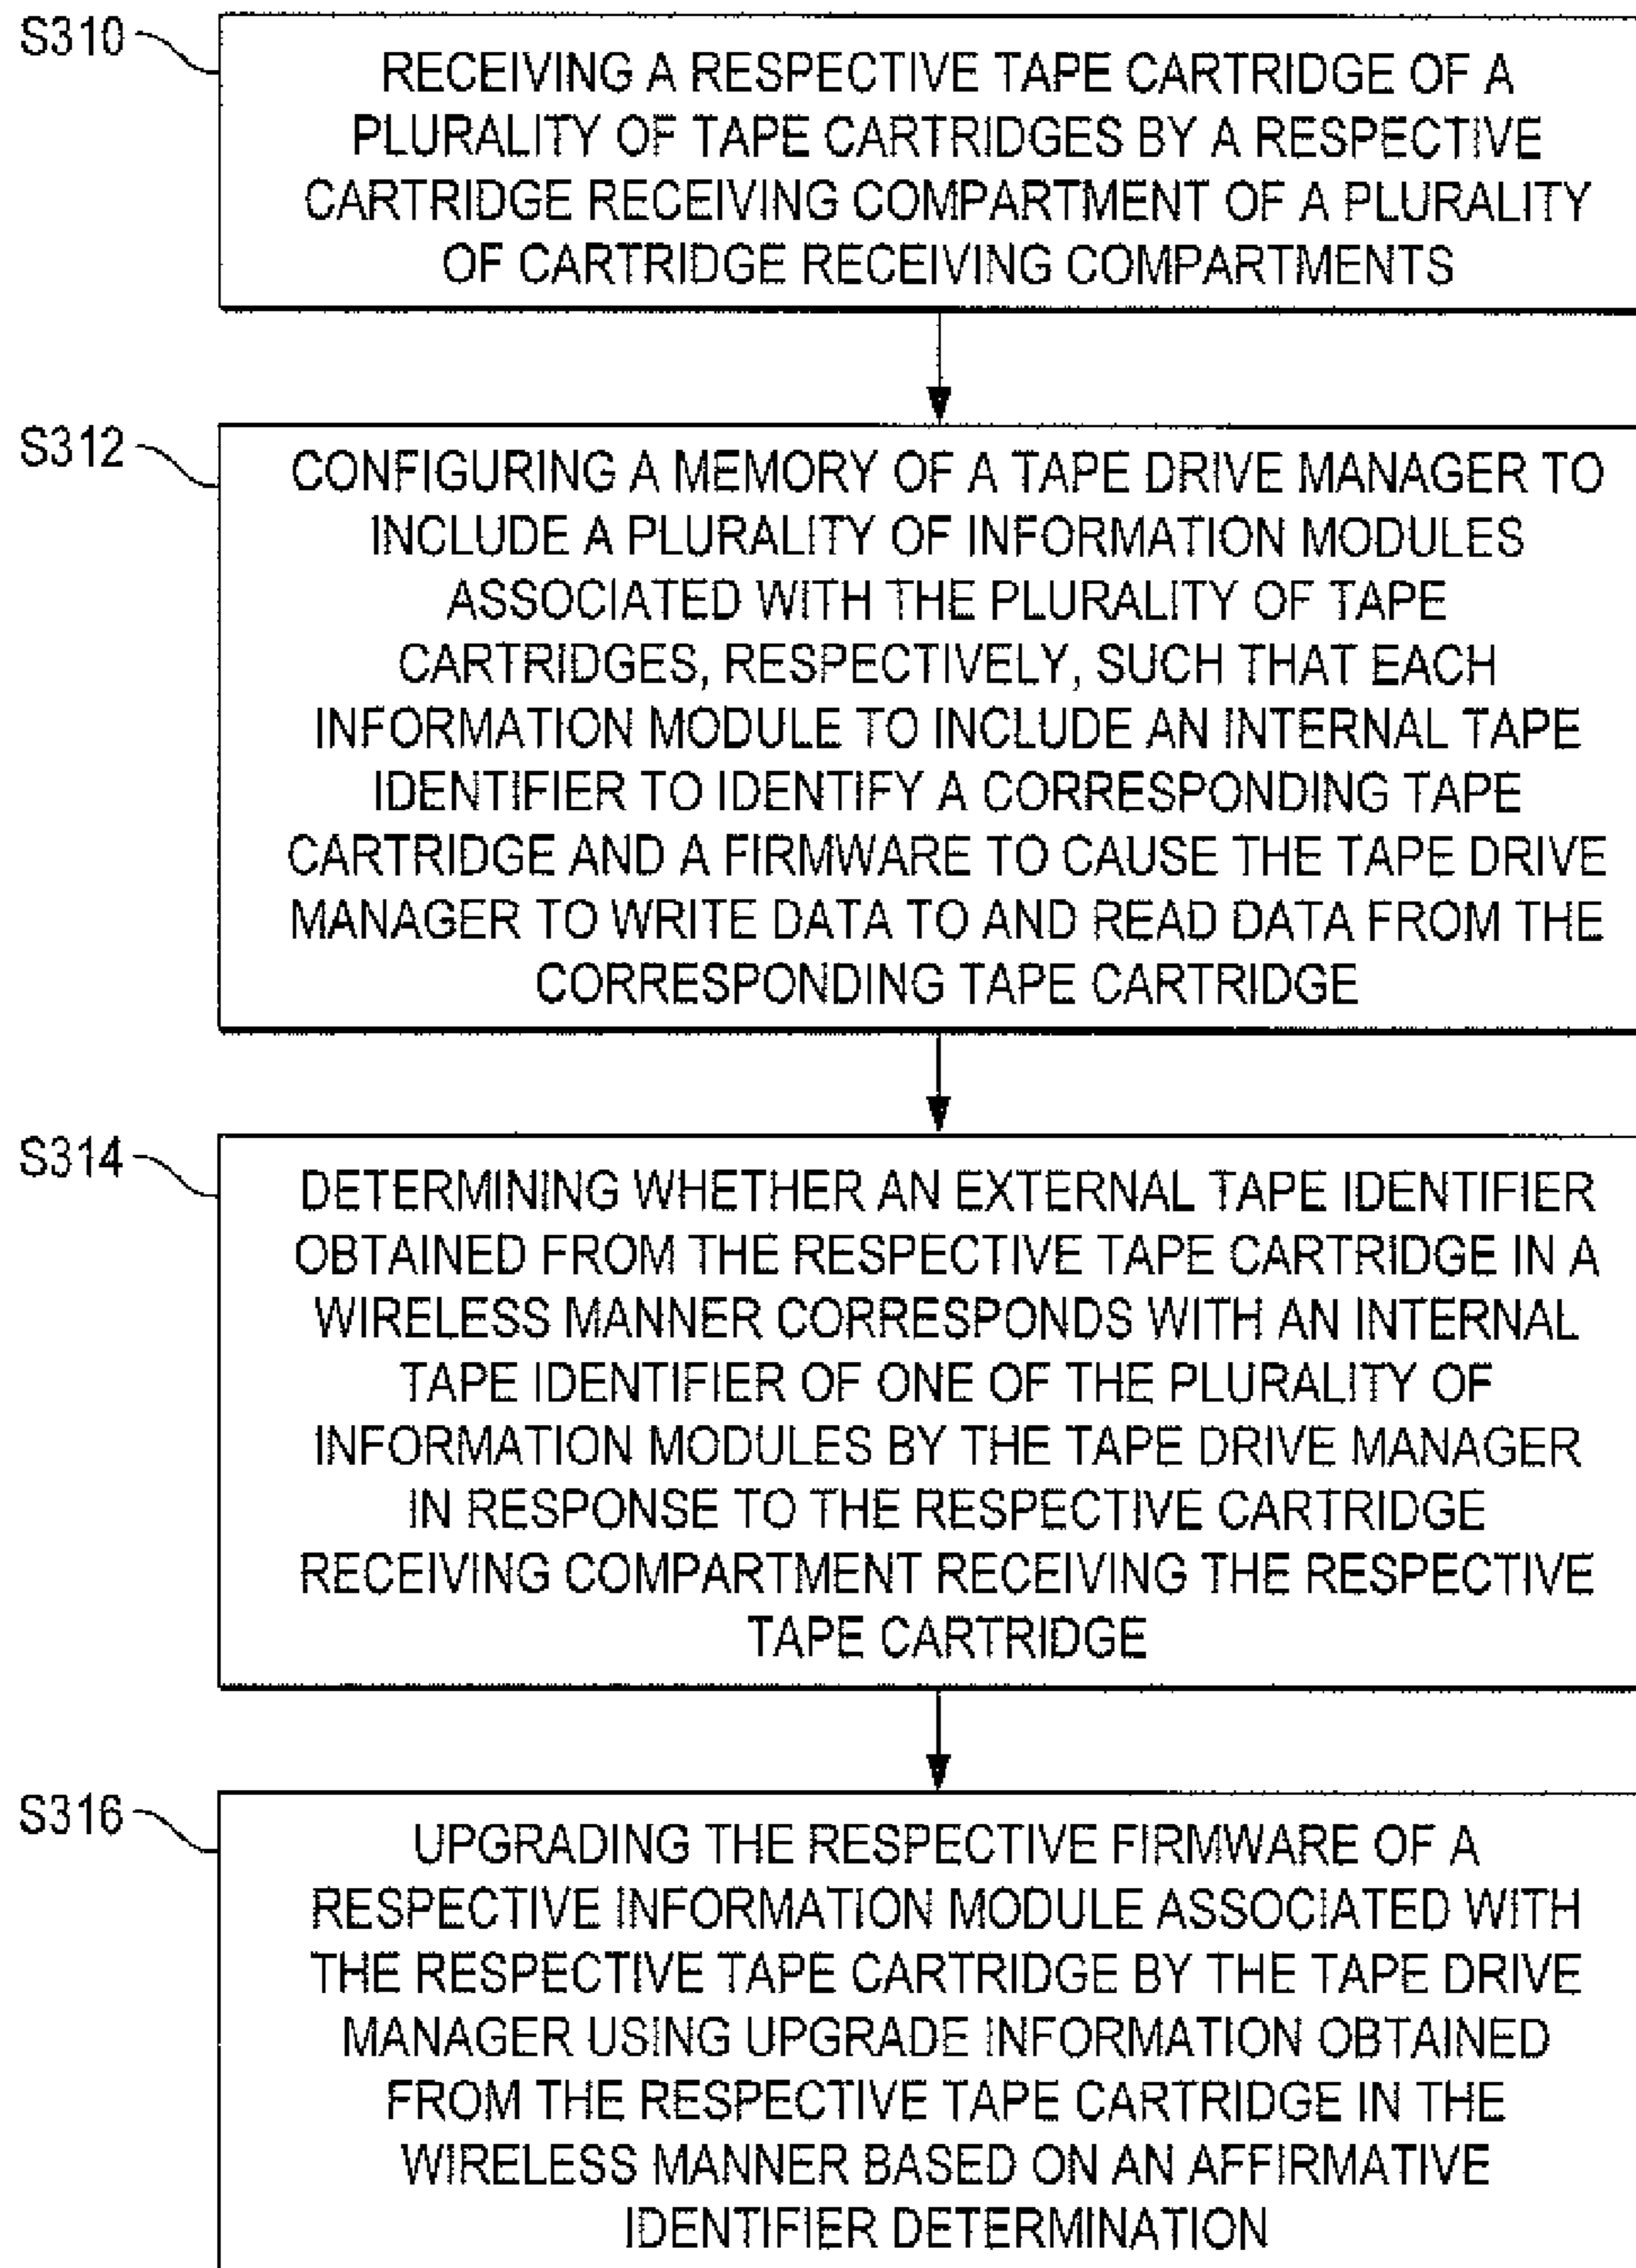 S310
RECEIVING A RESPECTIVE TAPE CARTRIDGE OF A
PLURALITY OF TAPE CARTRIDGES BY A RESPECTIVE
CARTRIDGE RECEIVING COMPARTMENT OF A PLURALITY
OF CARTRIDGE RECEIVING COMPARTMENTS
S312
CONFIGURING A MEMORY OF A TAPE DRIVE MANAGER TO
INCLUDE A PLURALITY OF INFORMATION MODULES
ASSOCIATED WITH THE PLURALITY OF TAPE
CARTRIDGES, RESPECTIVELY, SUCH THAT EACH
INFORMATION MODULE TO INCLUDE AN INTERNAL TAPE
IDENTIFIER TO IDENTIFY A CORRESPONDING TAPE
CARTRIDGE AND A FIRMWARE TO CAUSE THE TAPE DRIVE
MANAGER TO WRITE DATA TO AND READ DATA FROM THE
CORRESPONDING TAPE CARTRIDGE
S314
DETERMINING WHETHER AN EXTERNAL TAPE IDENTIFIER
OBTAINED FROM THE RESPECTIVE TAPE CARTRIDGE IN A
WIRELESS MANNER CORRESPONDS WITH AN INTERNAL
TAPE IDENTIFIER OF ONE OF THE PLURALITY OF
INFORMATION MODULES BY THE TAPE DRIVE MANAGER
IN RESPONSE TO THE RESPECTIVE CARTRIDGE
RECEIVING COMPARTMENT RECEIVING THE RESPECTIVE
TAPE CARTRIDGE
S316
UPGRADING THE RESPECTIVE FIRMWARE OF A
RESPECTIVE INFORMATION MODULE ASSOCIATED WITH
THE RESPECTIVE TAPE CARTRIDGE BY THE TAPE DRIVE
MANAGER USING UPGRADE INFORMATION OBTAINED
FROM THE RESPECTIVE TAPE CARTRIDGE IN THE
WIRELESS MANNER BASED ON AN AFFIRMATIVE
IDENTIFIER DETERMINATION